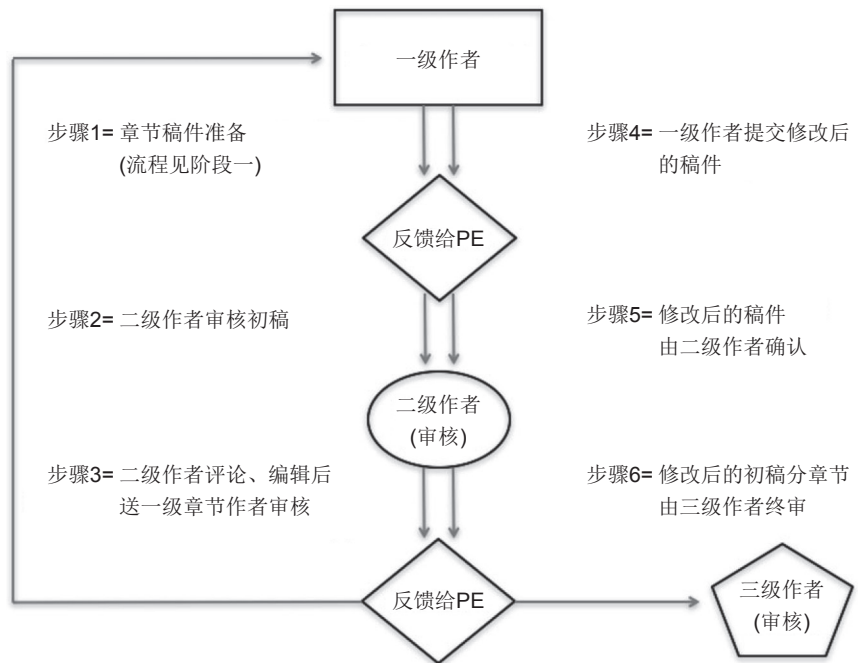 一级作者
步骤1= 章节稿件准备
(流程见阶段一)
步骤4= 一级作者提交修改后
的稿件
反馈给PE
步骤2= 二级作者审核初稿
步骤5= 修改后的稿件
由二级作者确认
二级作者
(审核)
步骤3= 二级作者评论、编辑后
送一级章节作者审核
步骤6= 修改后的初稿分章节
由三级作者终审
反馈给PE
三级作者
(审核)